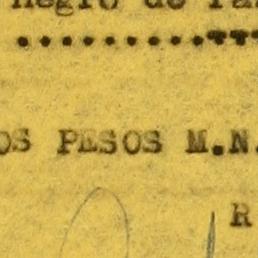 negro de
....................
OS PESOS M.N.
R